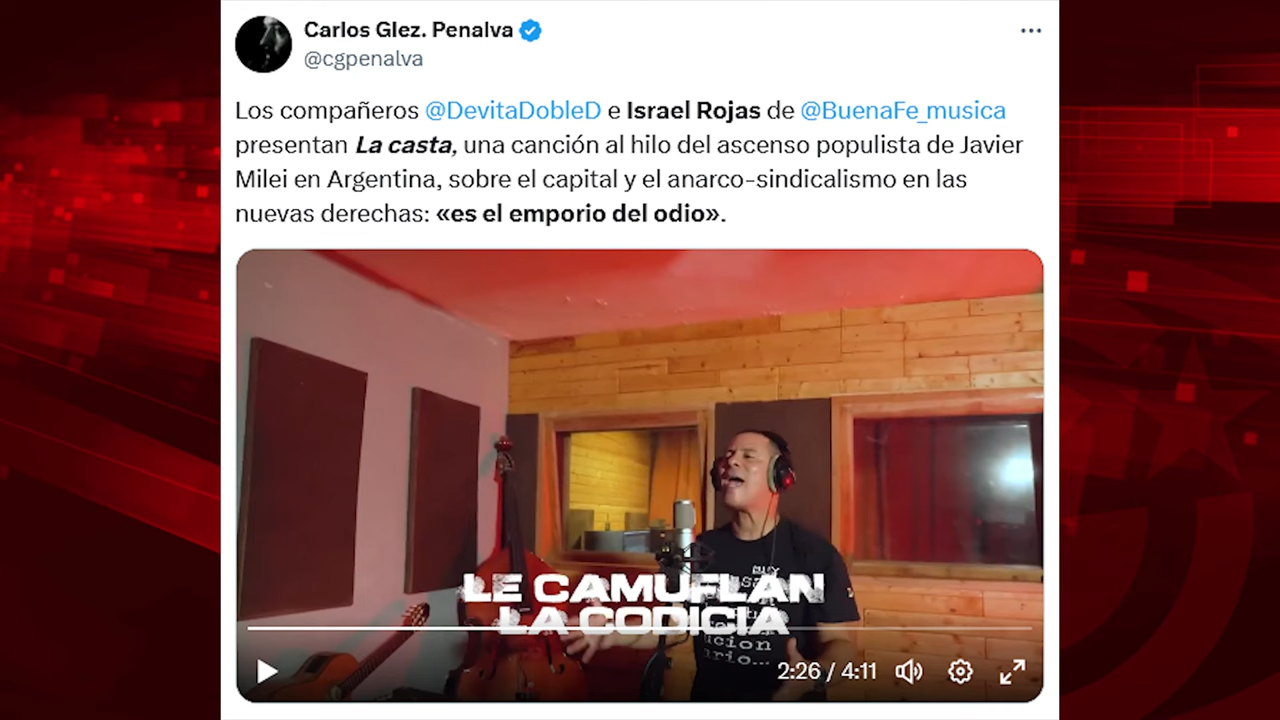 Carlos Glez. Penalva
@cgpenalva
Los compañeros @DevitaDobleD e Israel Rojas de @BuenaFe_musica
presentan La casta, una canción al hilo del ascenso populista de Javier
Milei en Argentina, sobre el capital y el anarco-sindicalismo en las
nuevas derechas: «es el emporio del odio».
LE CAMUFLAN
LA CODICIA
2:26 / 4:11